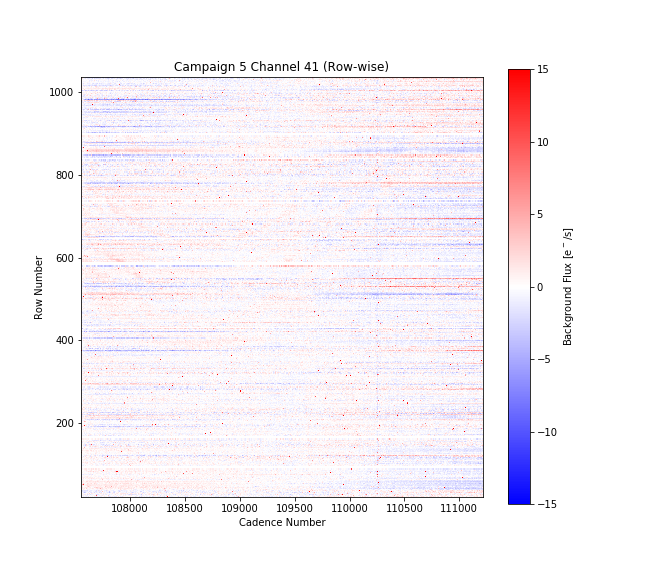 Campaign 5 Channel 41 (Row-wise)
1000
800
600
400
200
Row Number
108000 108500 109000 109500 110000 110500 111000
Cadence Number
15
10
5
0
−5
−10
−15
Background Flux [e⁻/s]